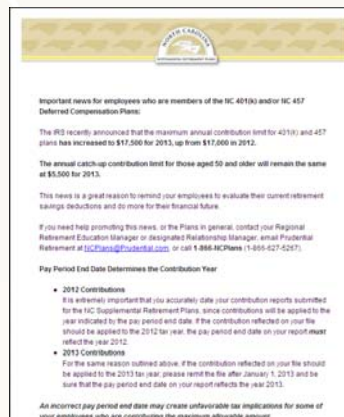 NORTH CAROLINA
Important news for employees who are members of the NC 401(k) and/or NC 457
Deferred Compensation Plans:
The IRS recently announced that the maximum annual contribution limit for 401(k) and 457
plans has increased to $17,500 for 2013, up from $17,000 in 2012.
The annual catch-up contribution limit for those aged 50 and older will remain the same
at $5,500 for 2013.
This news is a great reason to remind your employees to evaluate their current retirement
savings deductions and do more for their financial future.
If you need help promoting this news, or the Plans in general, contact your Regional
Retirement Education Manager or designated Relationship Manager, email Prudential
Retirement at NCPlans@Prudential.com, or call 1-866-NCPlans (1-866-627-5267).
Pay Period End Date Determines the Contribution Year
• 2012 Contributions
It is extremely important that you accurately date your contribution reports submitted
for the NC Supplemental Retirement Plans, since contributions will be applied to the
year indicated by the pay period end date. If the contribution reflected on your file
should be applied to the 2012 tax year, the pay period end date on your report must
reflect the year 2012.
• 2013 Contributions
For the same reason outlined above, if the contribution reflected on your file should
be applied to the 2013 tax year, please remit the file after January 1, 2013 and be
sure that the pay period end date on your report reflects the year 2013.
An incorrect pay period end date may create unfavorable tax implications for some of
your employees who are contributing the maximum allowable amount.